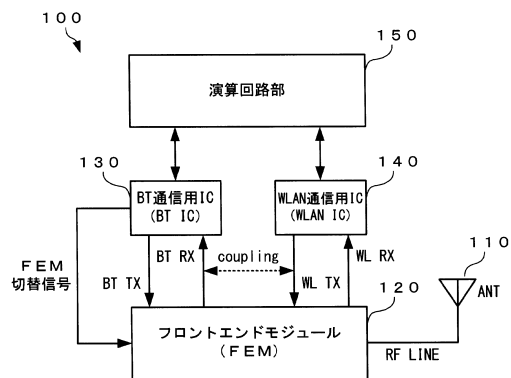 100
150
演算回路部
130
140
BT通信用IC
(BT IC)
WLAN通信用IC
(WLAN IC)
BT RX
coupling
WL RX
110
FEM
切替信号
BT TX
WL TX
120
ANT
フロントエンドモジュール
(FEM)
RF LINE